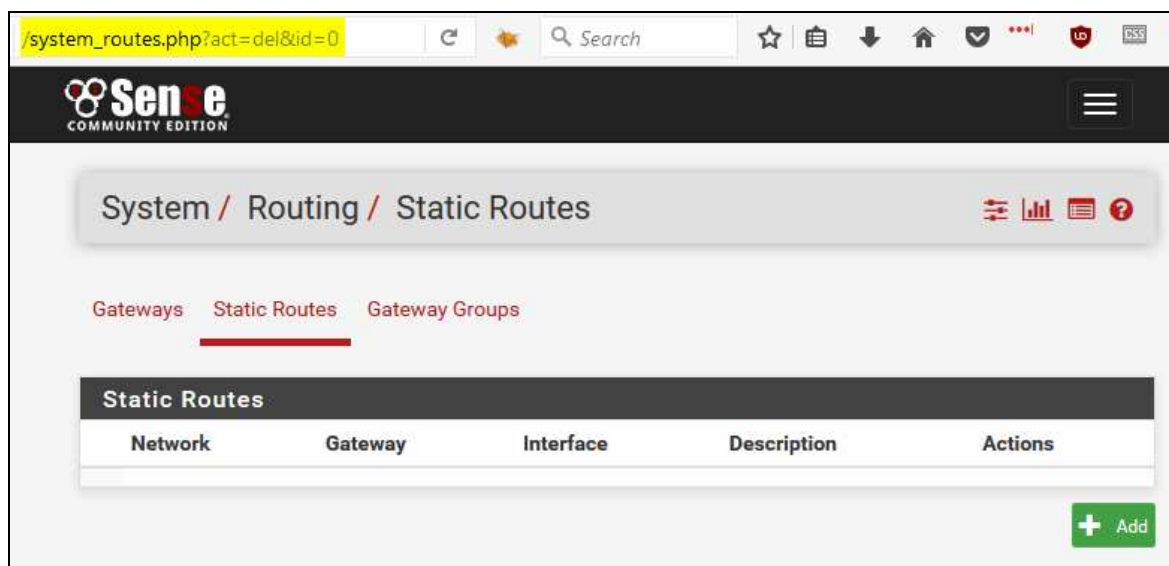 /system_routes.php?act=del&id=0
Search
CSS
Sense
COMMUNITY EDITION
System / Routing / Static Routes
Gateways Static Routes Gateway Groups
Static Routes
Network Gateway Interface Description Actions
Add